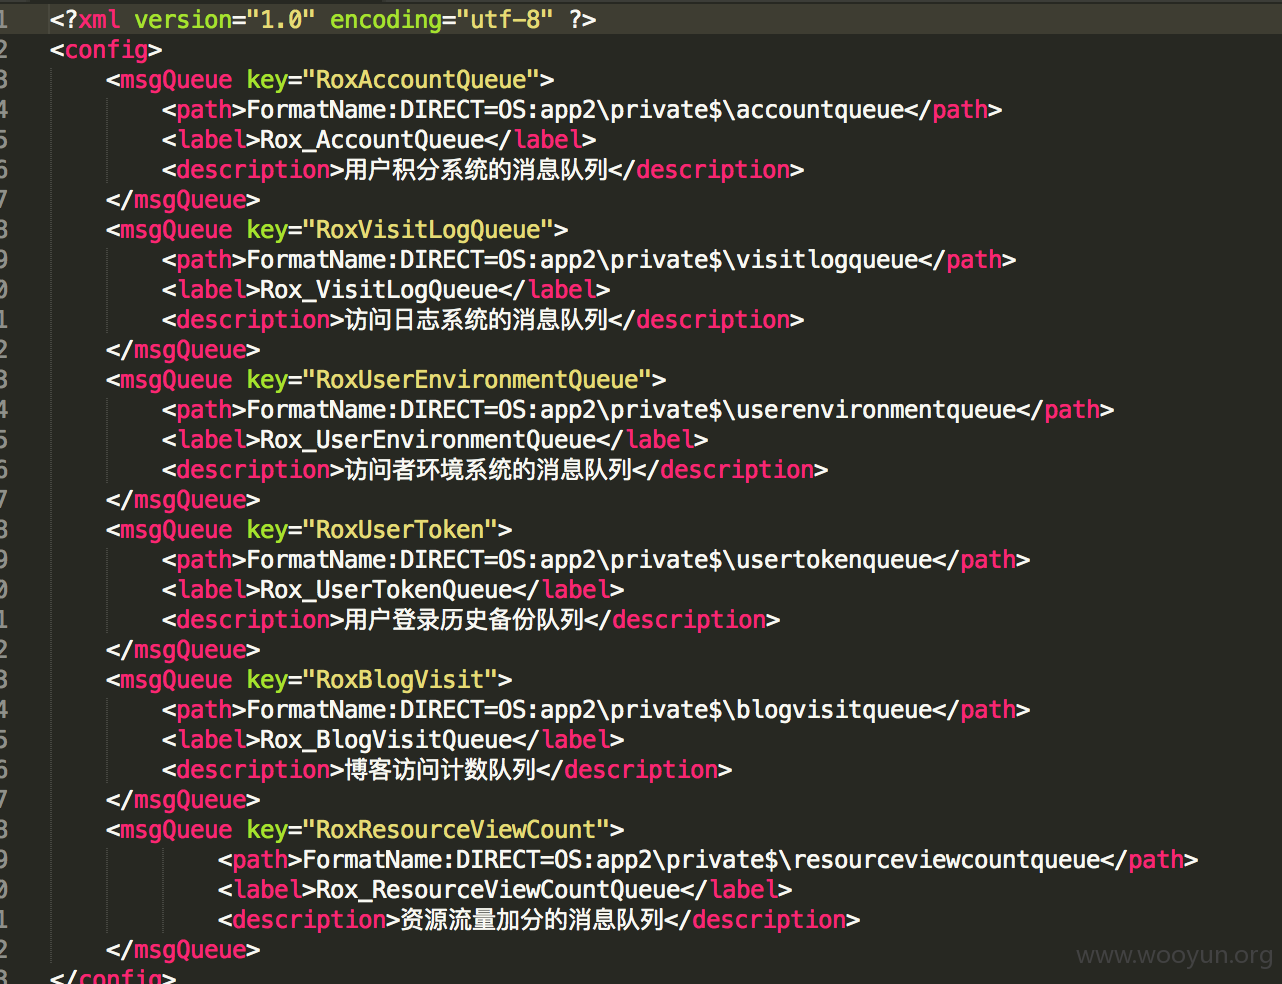 1 <?xml version="1.0" encoding="utf-8" ?>
2 <config>
3 <msgQueue key="RoxAccountQueue">
4 <path>FormatName:DIRECT=OS:app2\private$\accountqueue</path>
5 <label>Rox_AccountQueue</label>
6 <description>用户积分系统的消息队列</description>
7 </msgQueue>
8 <msgQueue key="RoxVisitLogQueue">
9 <path>FormatName:DIRECT=OS:app2\private$\visitlogqueue</path>
0 <label>Rox_VisitLogQueue</label>
1 <description>访问日志系统的消息队列</description>
2 </msgQueue>
3 <msgQueue key="RoxUserEnvironmentQueue">
4 <path>FormatName:DIRECT=OS:app2\private$\userenvironmentqueue</path>
5 <label>Rox_UserEnvironmentQueue</label>
6 <description>访问者环境系统的消息队列</description>
7 </msgQueue>
8 <msgQueue key="RoxUserToken">
9 <path>FormatName:DIRECT=OS:app2\private$\usertokenqueue</path>
0 <label>Rox_UserTokenQueue</label>
1 <description>用户登录历史备份队列</description>
2 </msgQueue>
3 <msgQueue key="RoxBlogVisit">
4 <path>FormatName:DIRECT=OS:app2\private$\blogvisitqueue</path>
5 <label>Rox_BlogVisitQueue</label>
6 <description>博客访问计数队列</description>
7 </msgQueue>
8 <msgQueue key="RoxResourceViewCount">
9 <path>FormatName:DIRECT=OS:app2\private$\resourceviewcountqueue</path>
0 <label>Rox_ResourceViewCountQueue</label>
1 <description>资源流量加分的消息队列</description>
2 </msgQueue>
3 </config>
www.wooyun.org